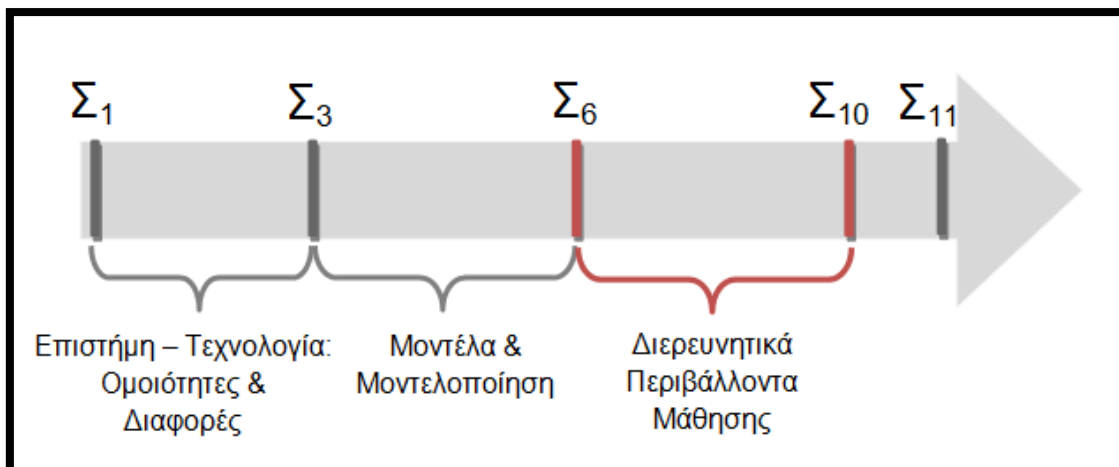 Σ1 Σ3 Σ6 Σ10 Σ11
Επιστήμη – Τεχνολογία:
Ομοιότητες &
Διαφορές
Μοντέλα &
Μοντελοποίηση
Διερευνητικά
Περιβάλλοντα
Μάθησης